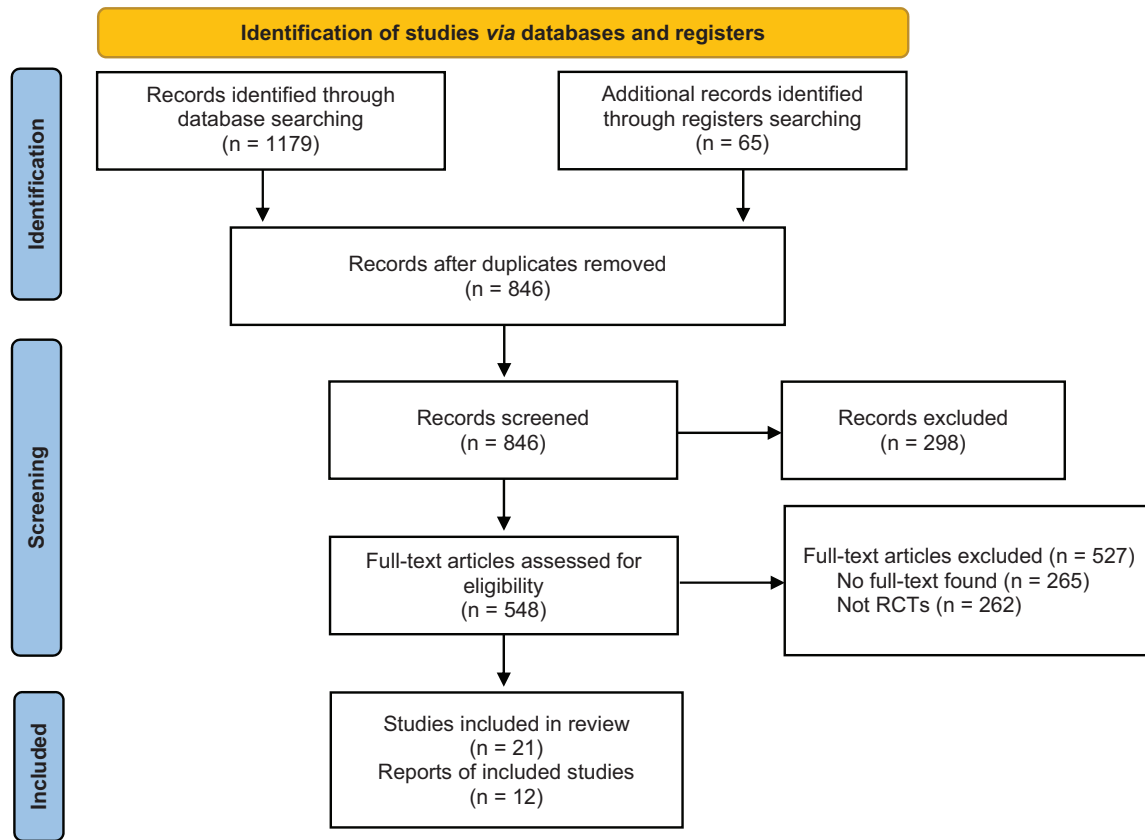 Identification of studies via databases and registers
Identification
Records identified through
database searching
(n = 1179)
Additional records identified
through registers searching
(n = 65)
Records after duplicates removed
(n = 846)
Screening
Records screened
(n = 846)
Records excluded
(n = 298)
Full-text articles assessed for
eligibility
(n = 548)
Full-text articles excluded (n = 527)
No full-text found (n = 265)
Not RCTs (n = 262)
Included
Studies included in review
(n = 21)
Reports of included studies
(n = 12)